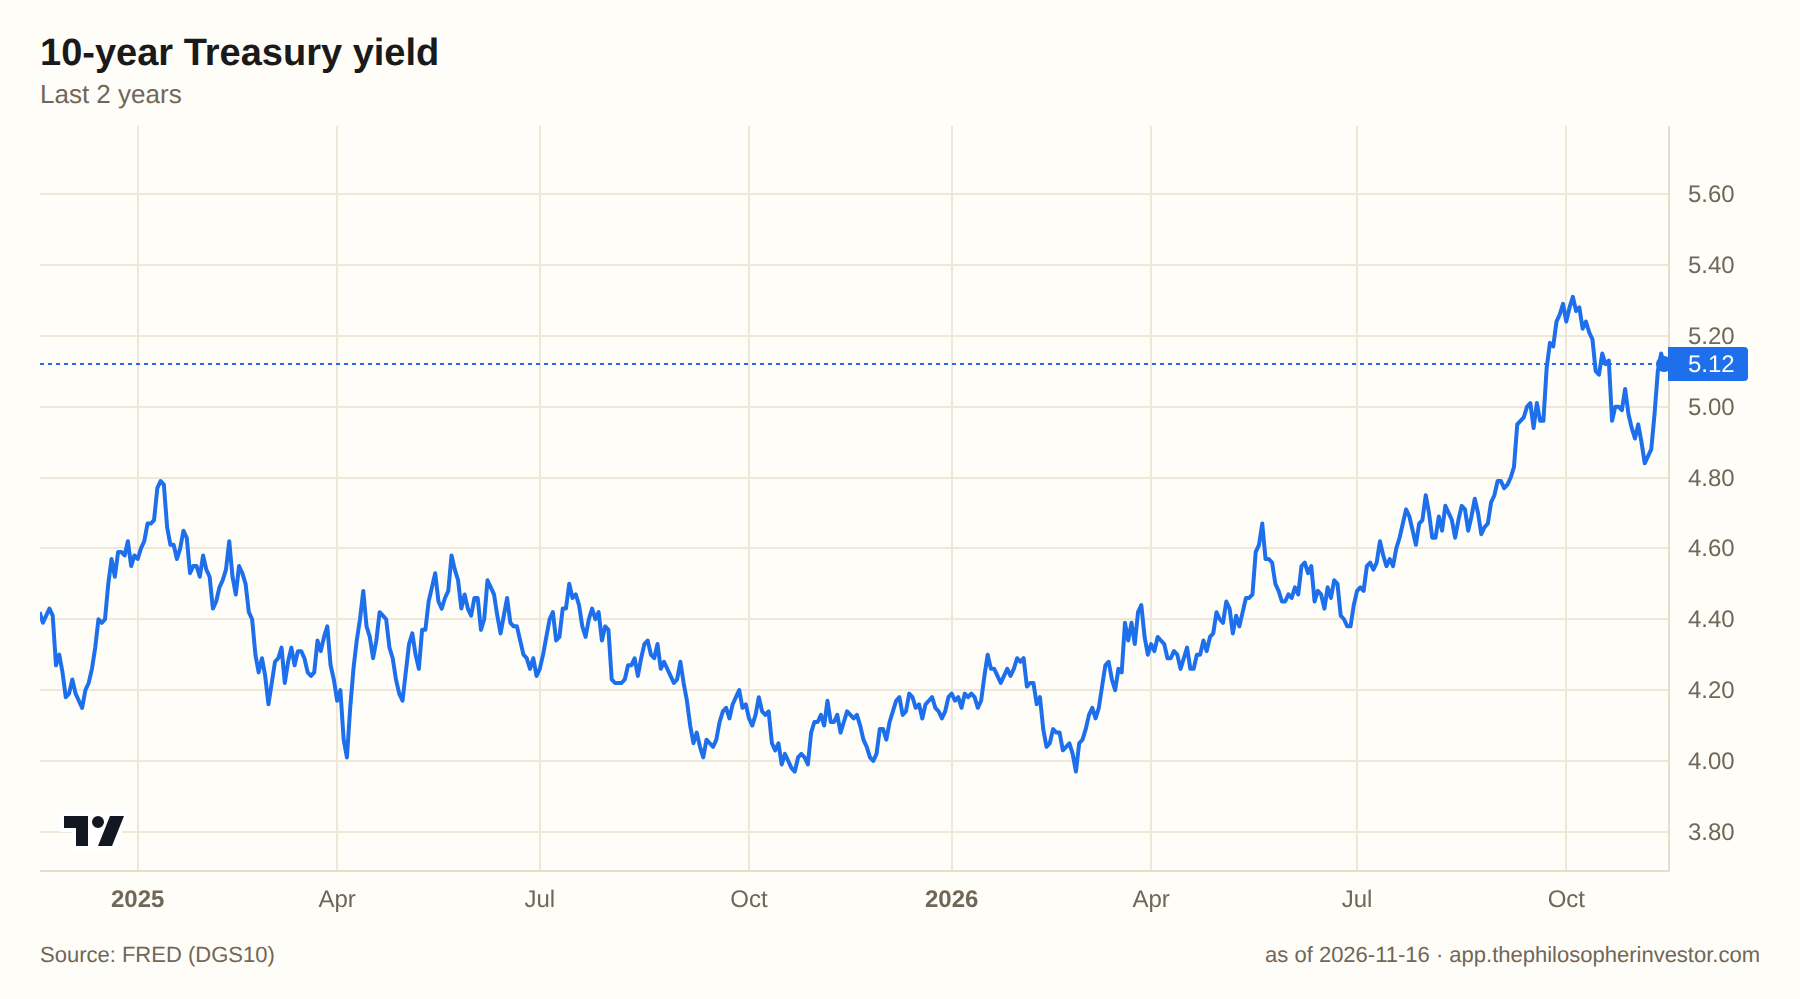 10-year Treasury yield
Last 2 years
5.60
5.40
5.20
5.12
5.00
4.80
4.60
4.40
4.20
4.00
3.80
2025 Apr Jul Oct 2026 Apr Jul Oct
Source: FRED (DGS10)
as of 2026-11-16 · app.thephilosopherinvestor.com